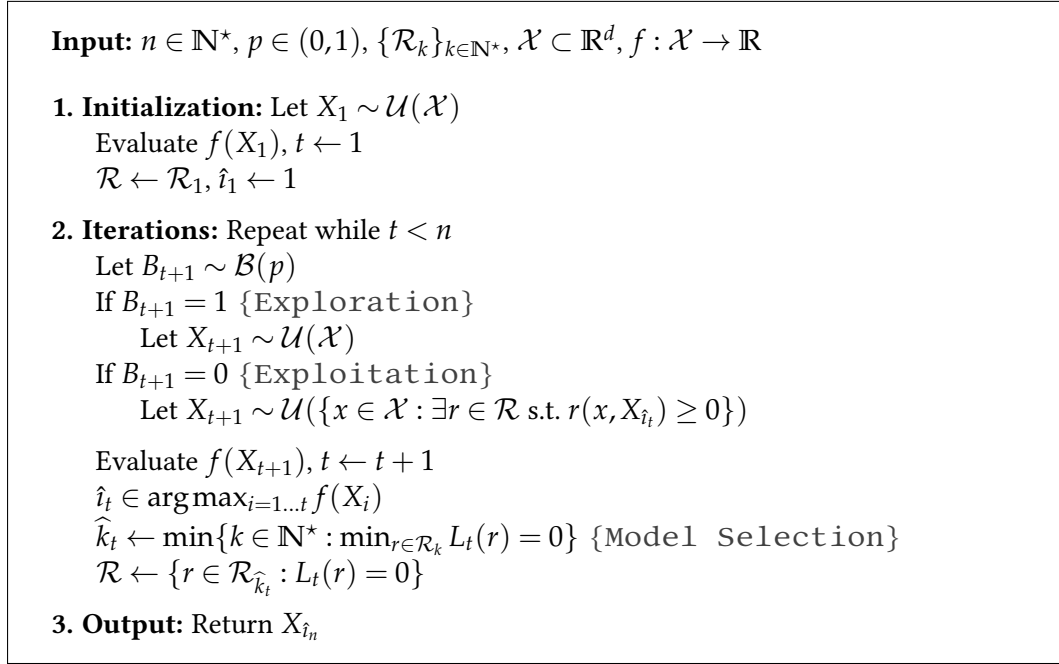 Input: n ∈ ℕ⋆, p ∈ (0,1), {ℛ_k}_{k∈ℕ⋆}, 𝒳 ⊂ ℝ^d, f : 𝒳 → ℝ
1. Initialization: Let X_1 ∼ 𝒰(𝒳)
Evaluate f(X_1), t ← 1
ℛ ← ℛ_1, î_1 ← 1
2. Iterations: Repeat while t < n
Let B_{t+1} ∼ ℬ(p)
If B_{t+1} = 1 {Exploration}
Let X_{t+1} ∼ 𝒰(𝒳)
If B_{t+1} = 0 {Exploitation}
Let X_{t+1} ∼ 𝒰({x ∈ 𝒳 : ∃r ∈ ℛ s.t. r(x, X_{î_t}) ≥ 0})
Evaluate f(X_{t+1}), t ← t + 1
î_t ∈ arg max_{i=1...t} f(X_i)
k̂_t ← min{k ∈ ℕ⋆ : min_{r∈ℛ_k} L_t(r) = 0} {Model Selection}
ℛ ← {r ∈ ℛ_{k̂_t} : L_t(r) = 0}
3. Output: Return X_{î_n}